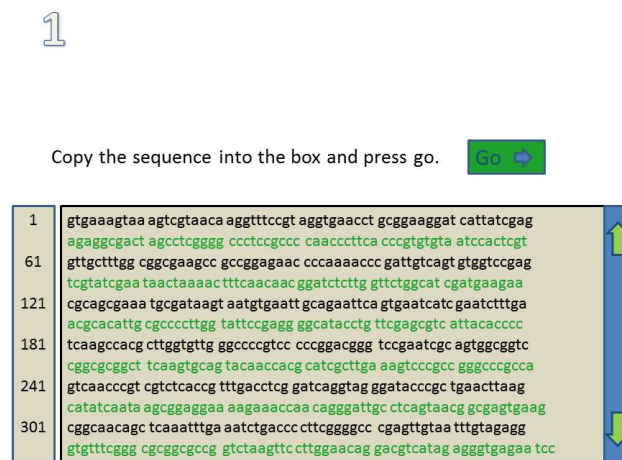 1
Copy the sequence into the box and press go. Go
1 gtgaaagtaa aagtcgtaaca aggtttccgt aggtgaacct gcggaaggat cattatcgag
agaggcgact agcctcgggg ccctccgccc caacccttca cccgtgtgta atccactcgt
61 gttgctttgg cggcgaagcc gccggagaac cccaaaaccc gattgtcagt gtggtccgag
tcgtatcgaa taactaaaac tttcaacaac ggatctcttg gttctggcat cgatgaagaa
121 cgcagcgaaa tgcgataagt aatgtgaatt gcagaattca gtgaatcatc gaatctttga
acgcacattg cgccccttgg tattccgagg ggcatacctg ttcgagcgtc attacacccc
181 tcaagccacg cttggtgttg ggccccgtcc cccggacggg tccgaatcgc agtggcggtc
cggcgcggct tcaagtgcag tacaaccacg catcgcttga aagtcccgcc gggcccgcca
241 gtcaacccgt cgtctcaccg tttgacctcg gatcaggtag ggatacccgc tgaacttaag
catatcaata agcggaggaa aagaaaccaa cagggattgc ctcagtaacg gcgagtgaag
301 cggcaacagc tcaaatttga aatctgaccc cttcggggcc cgagttgtaa tttgtagagg
gtgtttcggg cgcggcgccg gtctaagttc cttggaacag gacgtcatag agggtgagaa tcc